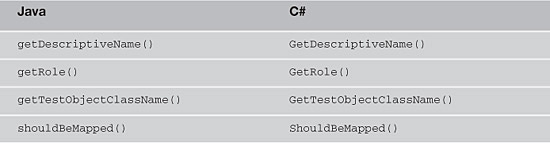 Java C#
getDescriptiveName() GetDescriptiveName()
getRole() GetRole()
getTestObjectClassName() GetTestObjectClassName()
shouldBeMapped() ShouldBeMapped()